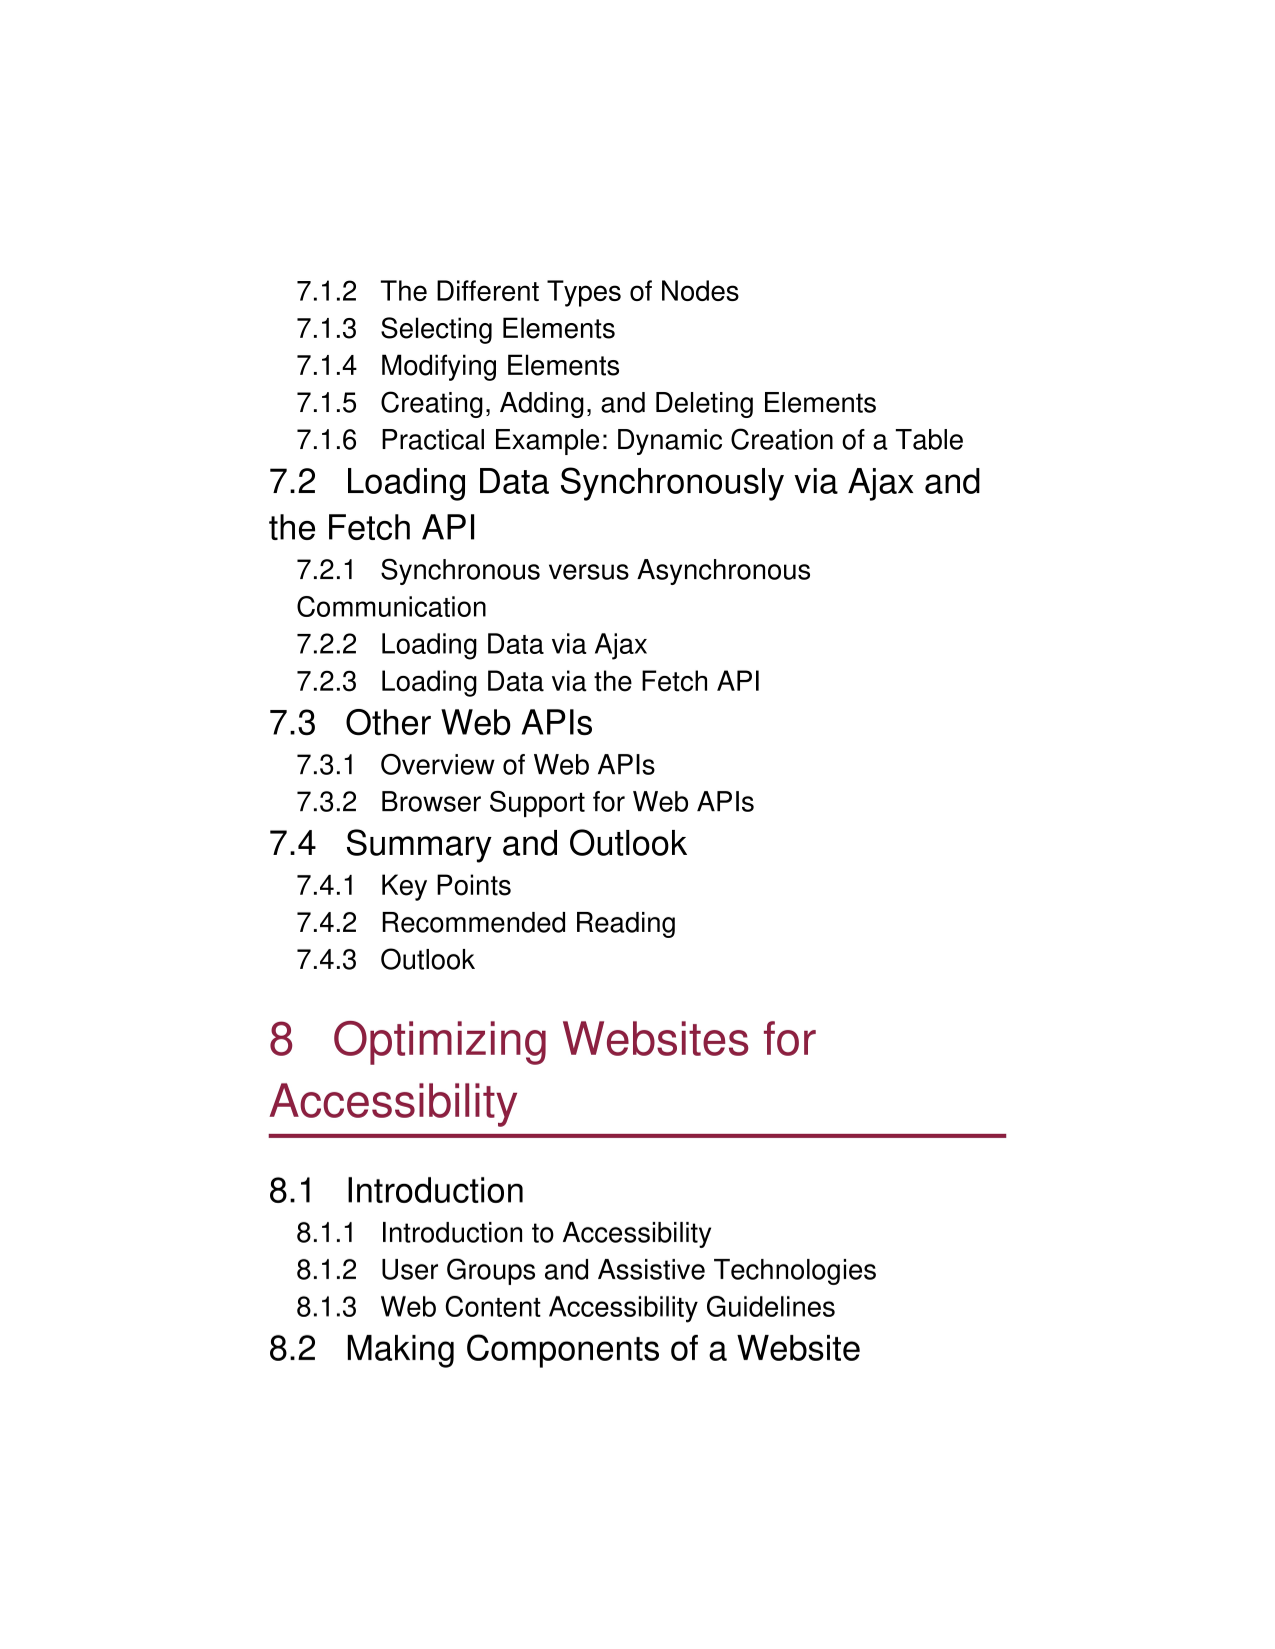 7.1.2 The Different Types of Nodes
7.1.3 Selecting Elements
7.1.4 Modifying Elements
7.1.5 Creating, Adding, and Deleting Elements
7.1.6 Practical Example: Dynamic Creation of a Table
7.2 Loading Data Synchronously via Ajax and
the Fetch API
7.2.1 Synchronous versus Asynchronous
Communication
7.2.2 Loading Data via Ajax
7.2.3 Loading Data via the Fetch API
7.3 Other Web APIs
7.3.1 Overview of Web APIs
7.3.2 Browser Support for Web APIs
7.4 Summary and Outlook
7.4.1 Key Points
7.4.2 Recommended Reading
7.4.3 Outlook
8 Optimizing Websites for
Accessibility
8.1 Introduction
8.1.1 Introduction to Accessibility
8.1.2 User Groups and Assistive Technologies
8.1.3 Web Content Accessibility Guidelines
8.2 Making Components of a Website